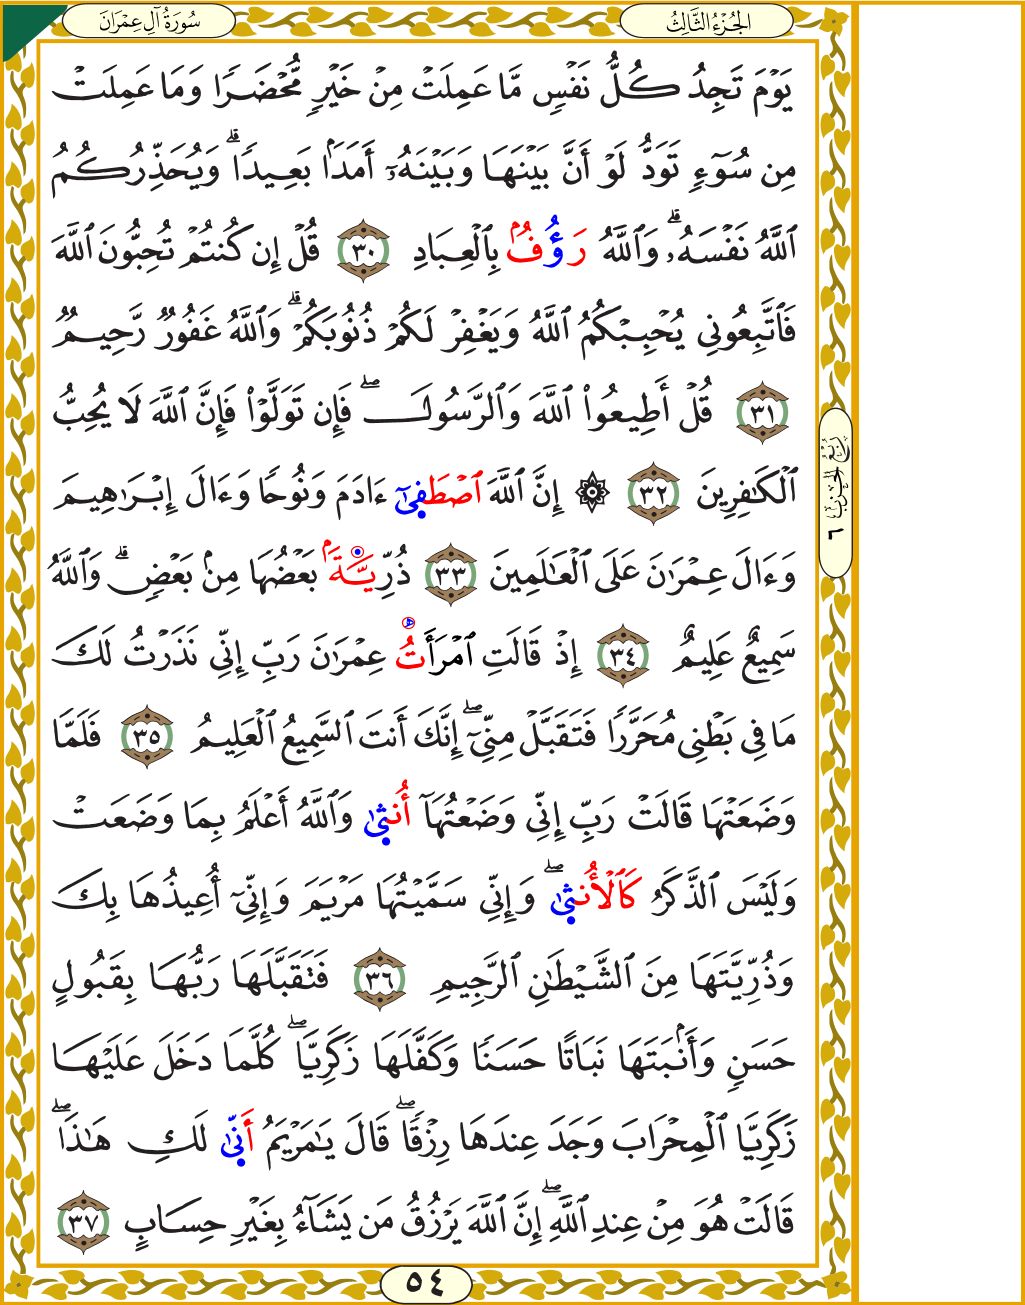 سُورَةُ آلِ عِمْرَانَ
الجُزْءُ الثَّالِثُ
يَوْمَ تَجِدُ كُلُّ نَفْسٍ مَّا عَمِلَتْ مِنْ خَيْرٍ مُّحْضَرًا وَمَا عَمِلَتْ
مِن سُوٓءٍ تَوَدُّ لَوْ أَنَّ بَيْنَهَا وَبَيْنَهُۥٓ أَمَدَۢا بَعِيدًا ۗ وَيُحَذِّرُكُمُ
ٱللَّهُ نَفْسَهُۥ ۗ وَٱللَّهُ رَؤُفُۢ بِٱلْعِبَادِ ٣٠ قُلْ إِن كُنتُمْ تُحِبُّونَ ٱللَّهَ
فَٱتَّبِعُونِى يُحْبِبْكُمُ ٱللَّهُ وَيَغْفِرْ لَكُمْ ذُنُوبَكُمْ ۗ وَٱللَّهُ غَفُورٌ رَّحِيمٌ
٣١ قُلْ أَطِيعُوا۟ ٱللَّهَ وَٱلرَّسُولَ ۖ فَإِن تَوَلَّوْا۟ فَإِنَّ ٱللَّهَ لَا يُحِبُّ
ٱلْكَٰفِرِينَ ٣٢ ۞ إِنَّ ٱللَّهَ ٱصْطَفِىٰٓ ءَادَمَ وَنُوحًا وَءَالَ إِبْرَٰهِيمَ
وَءَالَ عِمْرَٰنَ عَلَى ٱلْعَٰلَمِينَ ٣٣ ذُرِّيَّةَۢ بَعْضُهَا مِنۢ بَعْضٍ ۗ وَٱللَّهُ
سَمِيعٌ عَلِيمٌ ٣٤ إِذْ قَالَتِ ٱمْرَأَتُ عِمْرَٰنَ رَبِّ إِنِّى نَذَرْتُ لَكَ
مَا فِى بَطْنِى مُحَرَّرًا فَتَقَبَّلْ مِنِّىٓ ۖ إِنَّكَ أَنتَ ٱلسَّمِيعُ ٱلْعَلِيمُ ٣٥ فَلَمَّا
وَضَعَتْهَا قَالَتْ رَبِّ إِنِّى وَضَعْتُهَآ أُنثِىٰ وَٱللَّهُ أَعْلَمُ بِمَا وَضَعَتْ
وَلَيْسَ ٱلذَّكَرُ كَٱلْأُنثِىٰ ۖ وَإِنِّى سَمَّيْتُهَا مَرْيَمَ وَإِنِّىٓ أُعِيذُهَا بِكَ
وَذُرِّيَّتَهَا مِنَ ٱلشَّيْطَٰنِ ٱلرَّجِيمِ ٣٦ فَتَقَبَّلَهَا رَبُّهَا بِقَبُولٍ
حَسَنٍ وَأَنۢبَتَهَا نَبَاتًا حَسَنًا وَكَفَّلَهَا زَكَرِيَّا ۖ كُلَّمَا دَخَلَ عَلَيْهَا
زَكَرِيَّا ٱلْمِحْرَابَ وَجَدَ عِندَهَا رِزْقًا ۖ قَالَ يَٰمَرْيَمُ أَنِّىٰ لَكِ هَٰذَا ۖ
قَالَتْ هُوَ مِنْ عِندِ ٱللَّهِ ۖ إِنَّ ٱللَّهَ يَرْزُقُ مَن يَشَآءُ بِغَيْرِ حِسَابٍ ٣٧
رُبْعُ الحِزْب ٦
٥٤